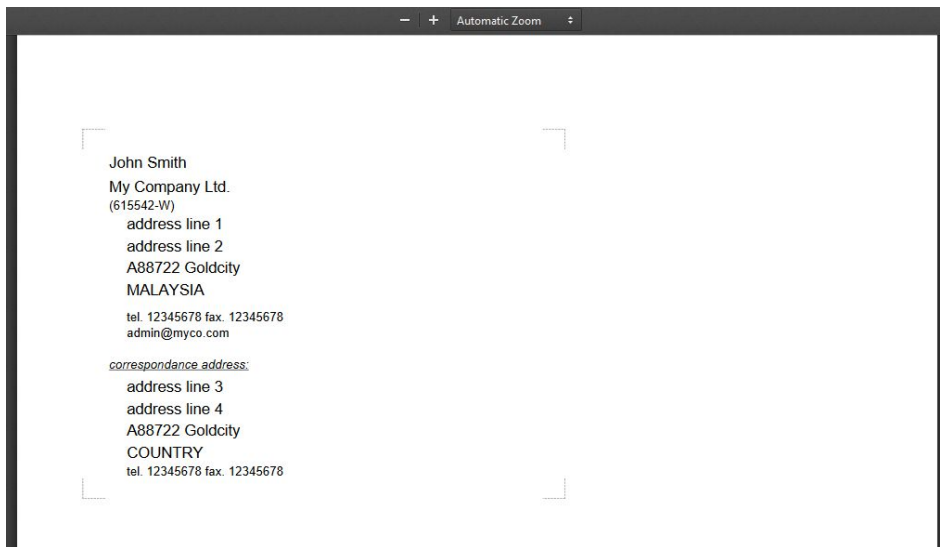 Automatic Zoom
John Smith
My Company Ltd.
(615542-W)
address line 1
address line 2
A88722 Goldcity
MALAYSIA
tel. 12345678 fax. 12345678
admin@myco.com
correspondance address:
address line 3
address line 4
A88722 Goldcity
COUNTRY
tel. 12345678 fax. 12345678